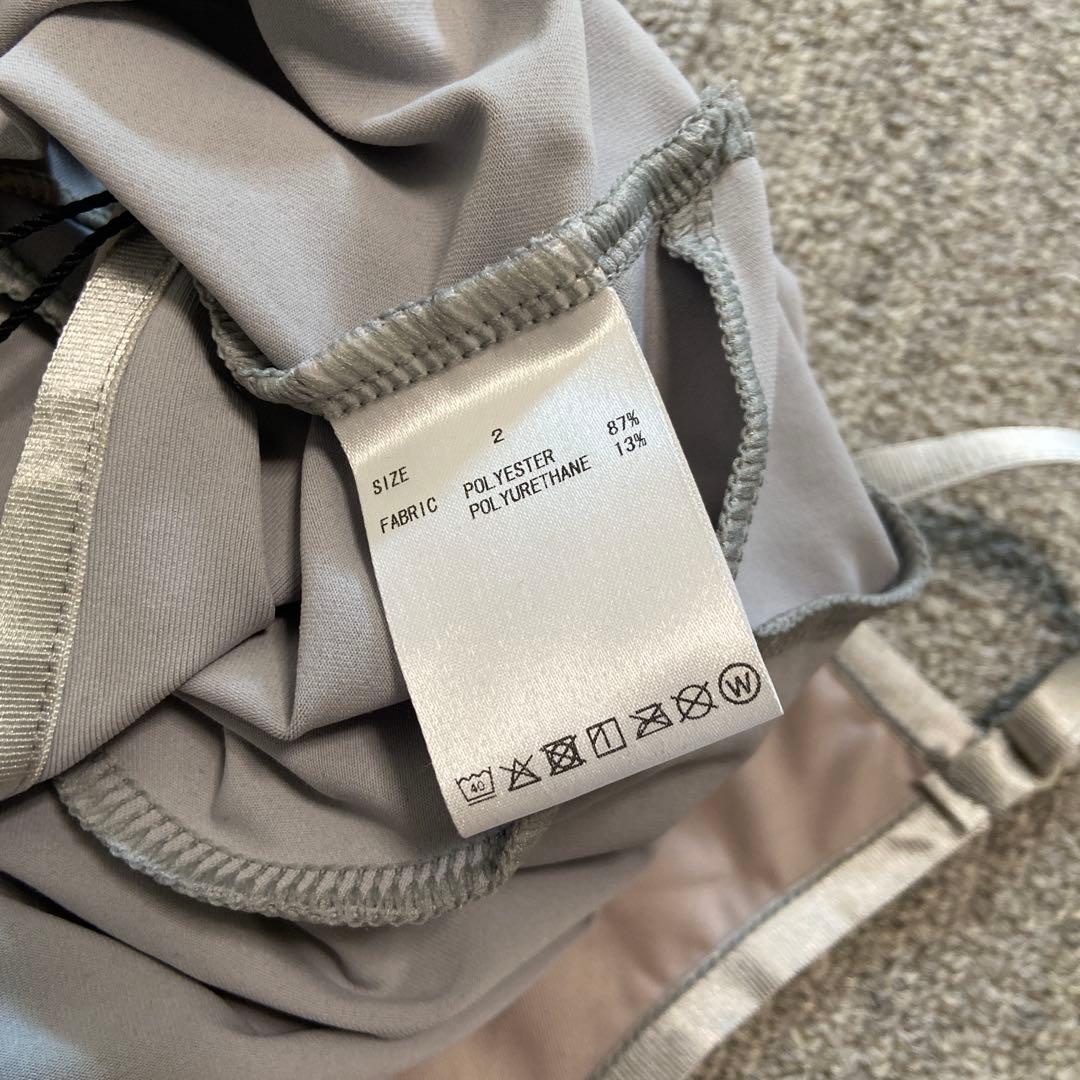 SIZE 2
FABRIC POLYESTER 87%
POLYURETHANE 13%
40 W